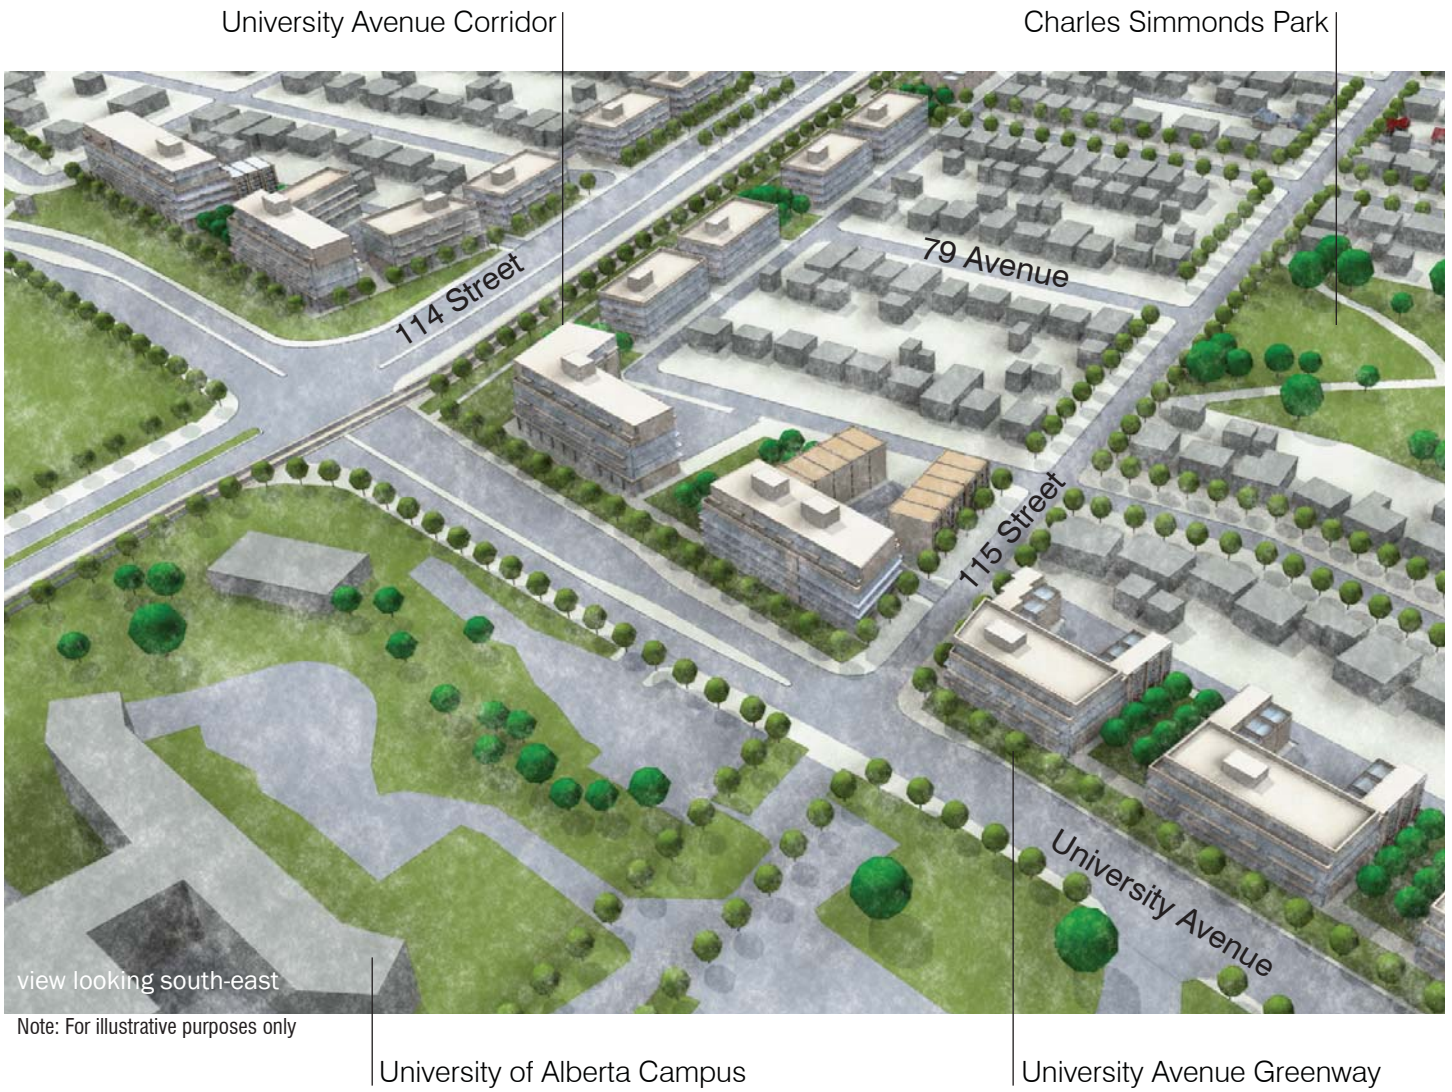 University Avenue Corridor
Charles Simmonds Park
79 Avenue
114 Street
115 Street
University Avenue
view looking south-east
Note: For illustrative purposes only
University of Alberta Campus
University Avenue Greenway